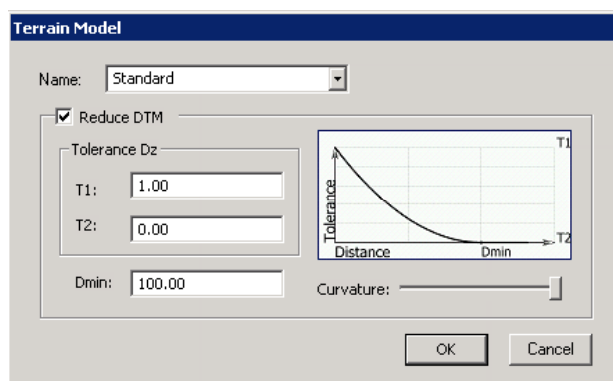 Terrain Model
Name: Standard
Reduce DTM
Tolerance Dz
T1: 1.00
T2: 0.00
Dmin: 100.00
T1
Tolerance
T2
Distance Dmin
Curvature:
OK Cancel